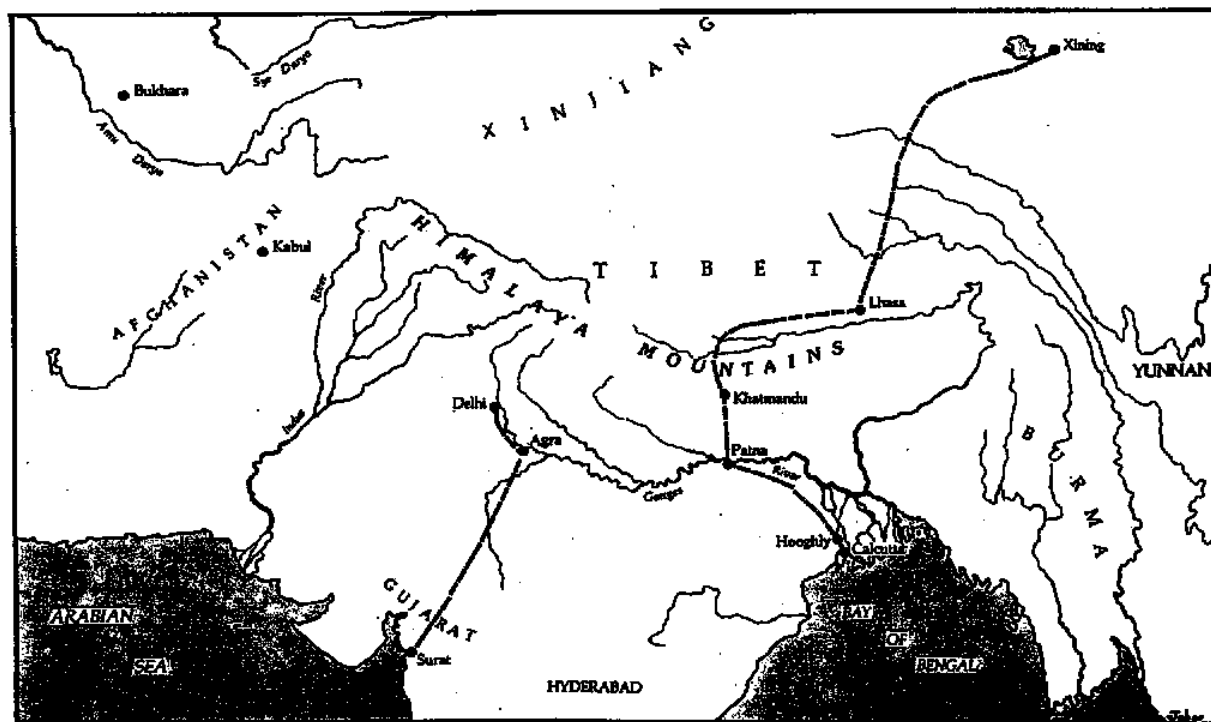 Xining
Syr Darya
Bukhara
XINJIANG
Amu Darya
AFGHANISTAN
Kabul
HIMALAYA MOUNTAINS
TIBET
River
Lhasa
YUNNAN
Khatmandu
Delhi
Indus
Agra
Patna
River
Ganges
BURMA
Hooghly
Calcutta
GUJARAT
ARABIAN
SEA
BAY
OF
BENGAL
Surat
HYDERABAD